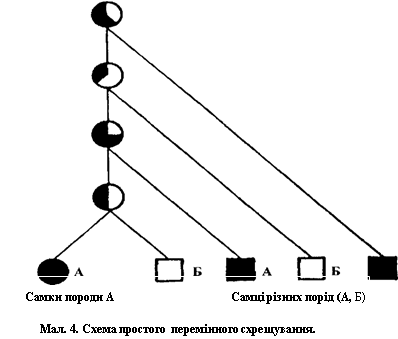 А Б А Б
Самки породи А Самці різних порід (А, Б)
Мал. 4. Схема простого перемінного схрещування.